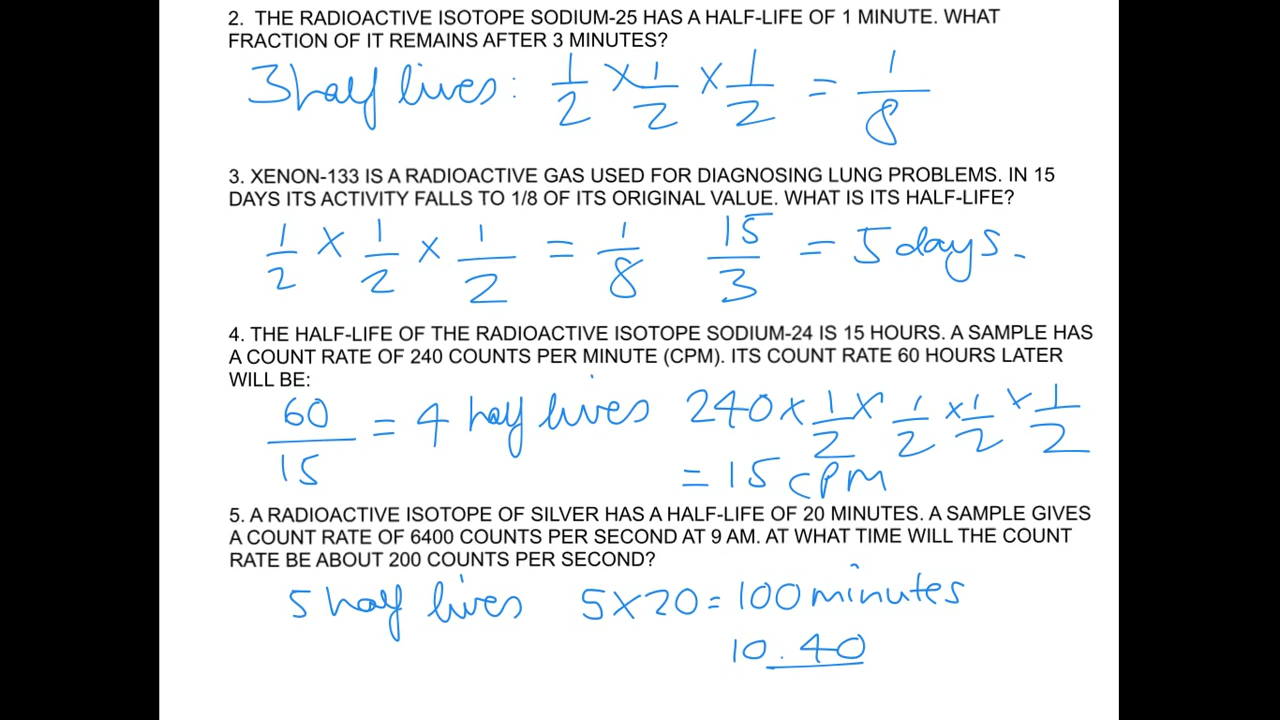 2. THE RADIOACTIVE ISOTOPE SODIUM-25 HAS A HALF-LIFE OF 1 MINUTE. WHAT
FRACTION OF IT REMAINS AFTER 3 MINUTES?
3 half lives: 1/2 × 1/2 × 1/2 = 1/8
3. XENON-133 IS A RADIOACTIVE GAS USED FOR DIAGNOSING LUNG PROBLEMS. IN 15
DAYS ITS ACTIVITY FALLS TO 1/8 OF ITS ORIGINAL VALUE. WHAT IS ITS HALF-LIFE?
1/2 × 1/2 × 1/2 = 1/8 15/3 = 5 days.
4. THE HALF-LIFE OF THE RADIOACTIVE ISOTOPE SODIUM-24 IS 15 HOURS. A SAMPLE HAS
A COUNT RATE OF 240 COUNTS PER MINUTE (CPM). ITS COUNT RATE 60 HOURS LATER
WILL BE:
60/15 = 4 half lives 240 × 1/2 × 1/2 × 1/2 × 1/2
= 15 CPM
5. A RADIOACTIVE ISOTOPE OF SILVER HAS A HALF-LIFE OF 20 MINUTES. A SAMPLE GIVES
A COUNT RATE OF 6400 COUNTS PER SECOND AT 9 AM. AT WHAT TIME WILL THE COUNT
RATE BE ABOUT 200 COUNTS PER SECOND?
5 half lives 5 × 20 = 100 minutes
10.40